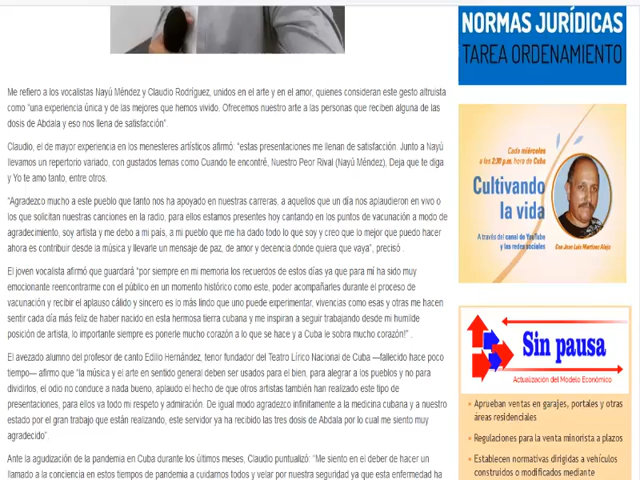 Me refiero a los vocalistas Nayú Méndez y Claudio Rodríguez, unidos en el arte y en el amor, quienes consideran este gesto altruista
como "una experiencia única y de las mejores que hemos vivido. Ofrecemos nuestro arte a las personas que reciben alguna de las
dosis de Abdala y eso nos llena de satisfacción".
Claudio, el de mayor experiencia en los menesteres artísticos afirmó: "estas presentaciones me llenan de satisfacción. Junto a Nayú
llevamos un repertorio variado, con gustados temas como Cuando te encontré, Nuestro Peor Rival (Nayú Méndez), Deja que te diga
y Yo te amo tanto, entre otros.
"Agradezco mucho a este pueblo que tanto nos ha apoyado en nuestras carreras, a aquellos que un día nos aplaudieron en vivo o
los que solicitan nuestras canciones en la radio, para ellos estamos presentes hoy cantando en los puntos de vacunación a modo de
agradecimiento, soy artista y me debo a mi país, a mi pueblo que me ha dado todo lo que soy y creo que lo mejor que puedo hacer
ahora es contribuir desde la música y llevarle un mensaje de paz, de amor y decencia donde quiera que vaya", precisó .
El joven vocalista afirmó que guardará "por siempre en mi memoria los recuerdos de estos días ya que para mí ha sido muy
emocionante reencontrarme con el público en un momento histórico como este, poder acompañarles durante el proceso de
vacunación y recibir el aplauso cálido y sincero es lo más lindo que uno puede experimentar, vivencias como esas y otras me hacen
sentir cada día más feliz de haber nacido en esta hermosa tierra cubana y me inspiran a seguir trabajando desde mi humilde
posición de artista, lo importante siempre es ponerle mucho corazón a lo que se hace y a Cuba le sobra mucho corazón!" .
El avezado alumno del profesor de canto Edilio Hernández, tenor fundador del Teatro Lírico Nacional de Cuba —fallecido hace poco
tiempo— afirmo que "la música y el arte en sentido general deben ser usados para el bien, para alegrar a los pueblos y no para
dividirlos, el odio no conduce a nada bueno, aplaudo el hecho de que otros artistas también han realizado este tipo de
presentaciones, para ellos va todo mi respeto y admiración. De igual modo agradezco infinitamente a la medicina cubana y a nuestro
estado por el gran trabajo que están realizando, este servidor ya ha recibido las tres dosis de Abdala por lo cual me siento muy
agradecido".
Ante la agudización de la pandemia en Cuba durante los últimos meses, Claudio puntualizó: "Me siento en el deber de hacer un
llamado a la conciencia en estos tiempos de pandemia a cuidarnos todos y velar por nuestra seguridad ya que esta enfermedad ha
NORMAS JURÍDICAS
TAREA ORDENAMIENTO
Cada miércoles
a las 2:30 p.m. hora de Cuba
Cultivando
la vida
A través del canal de YouTube
y las redes sociales
Con Jose Luis Martinez Alejo
Sin pausa
Actualización del Modelo Económico
• Aprueban ventas en garajes, portales y otras
áreas residenciales
• Regulaciones para la venta minorista a plazos
• Establecen normativas dirigidas a vehículos
construidos o modificados mediante